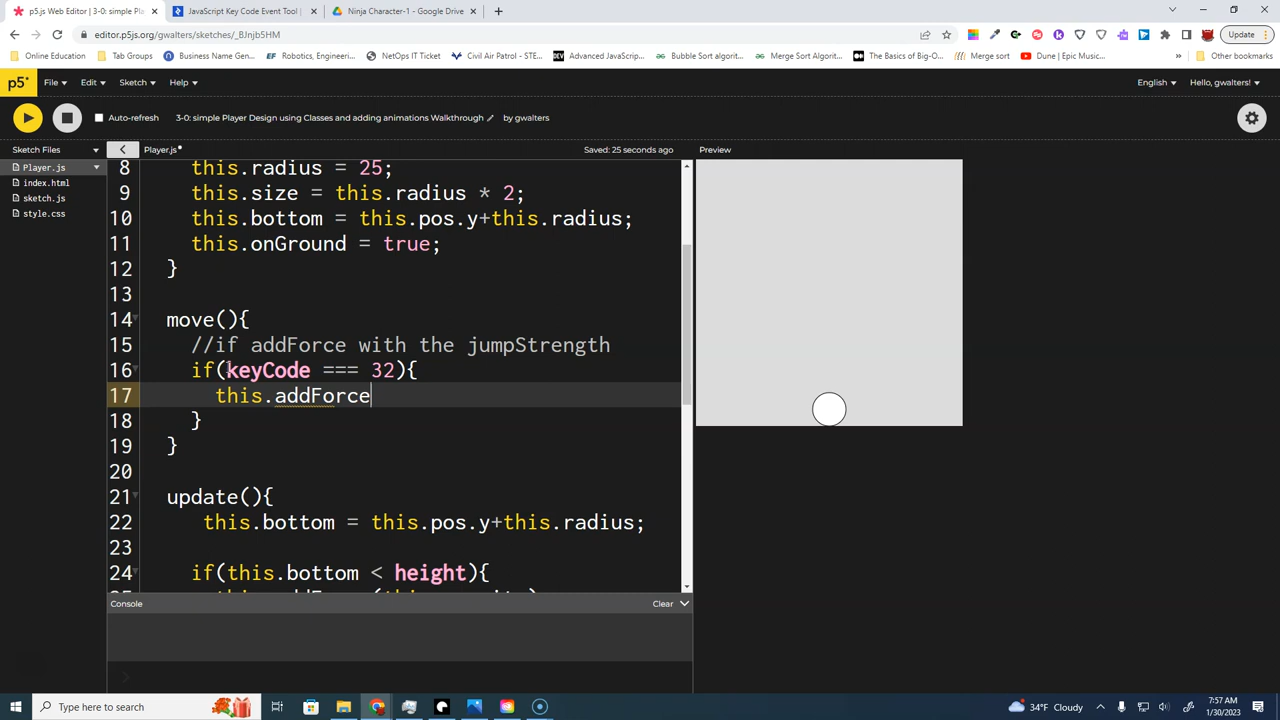 p5.js Web Editor | 3-0: simple Pla
JavaScript Key Code Event Tool |
Ninja Character-1 - Google Drive
editor.p5js.org/gwalters/sketches/_BJnjb5HM
Update
Online Education
Tab Groups
Business Name Gener...
Robotics, Engineeri...
NetOps IT Ticket
Civil Air Patrol - STE...
Advanced JavaScript...
Bubble Sort algorit...
Merge Sort Algorit...
The Basics of Big-O...
Merge sort
Dune | Epic Music...
»
Other bookmarks
p5* File Edit Sketch Help English Hello, gwalters!
Auto-refresh 3-0: simple Player Design using Classes and adding animations Walkthrough by gwalters
Sketch Files
Player.js
index.html
sketch.js
style.css
Player.js
Saved: 25 seconds ago
Preview
8 this.radius = 25;
9 this.size = this.radius * 2;
10 this.bottom = this.pos.y+this.radius;
11 this.onGround = true;
12 }
13
14 move(){
15 //if addForce with the jumpStrength
16 if(keyCode === 32){
17 this.addForce
18 }
19 }
20
21 update(){
22 this.bottom = this.pos.y+this.radius;
23
24 if(this.bottom < height){
Console
Clear
>
Type here to search
34°F Cloudy
7:57 AM
1/30/2023